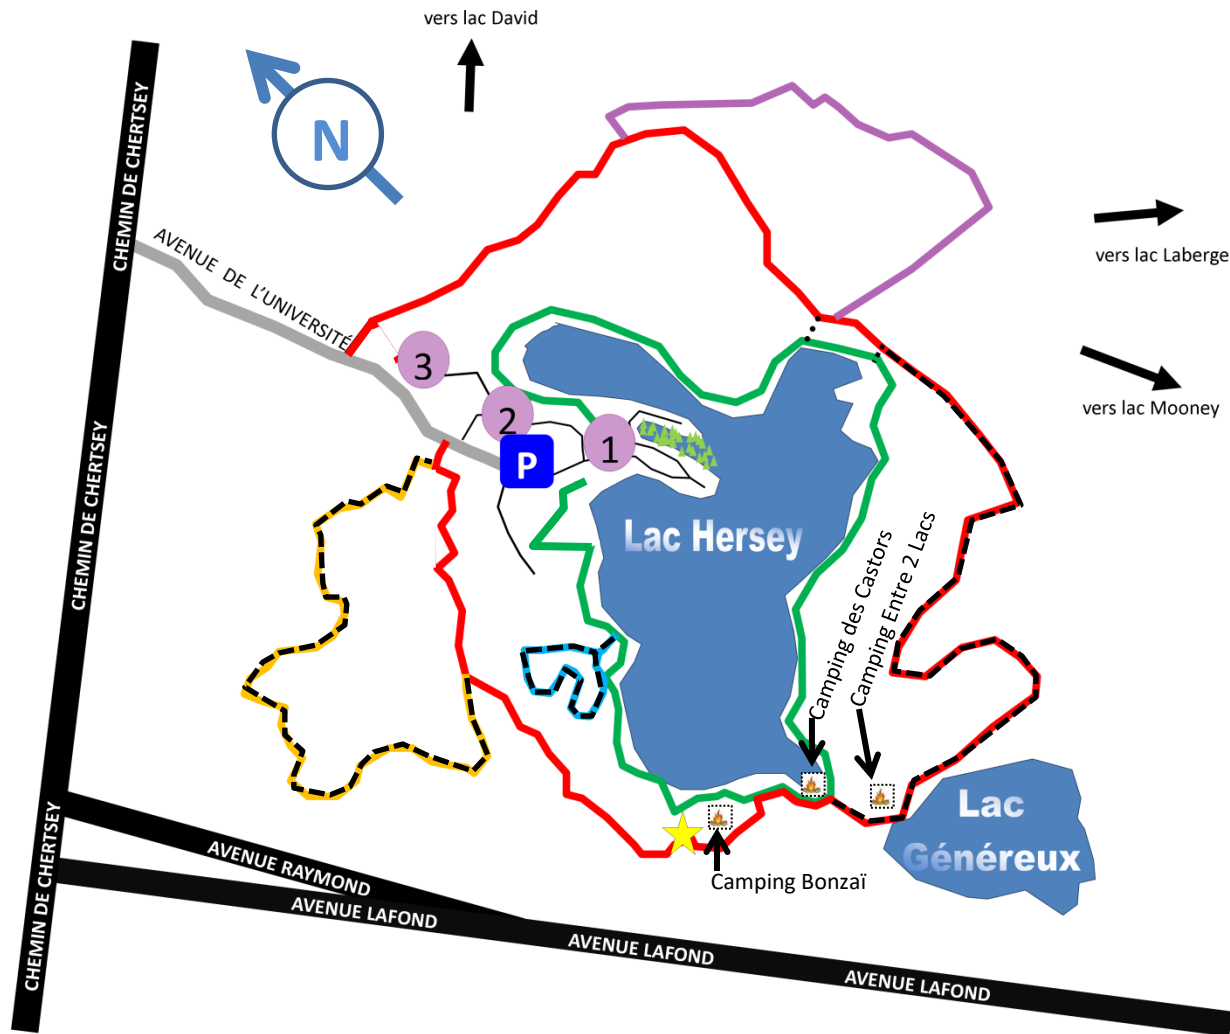 vers lac David
CHEMIN DE CHERTSEY
N
AVENUE DE L'UNIVERSITÉ
vers lac Laberge
vers lac Mooney
3
2
1
P
CHEMIN DE CHERTSEY
Lac Hersey
Camping des Castors
Camping Entre 2 Lacs
Lac
Généreux
Camping Bonzaï
CHEMIN DE CHERTSEY
AVENUE RAYMOND
AVENUE LAFOND
AVENUE LAFOND
AVENUE LAFOND